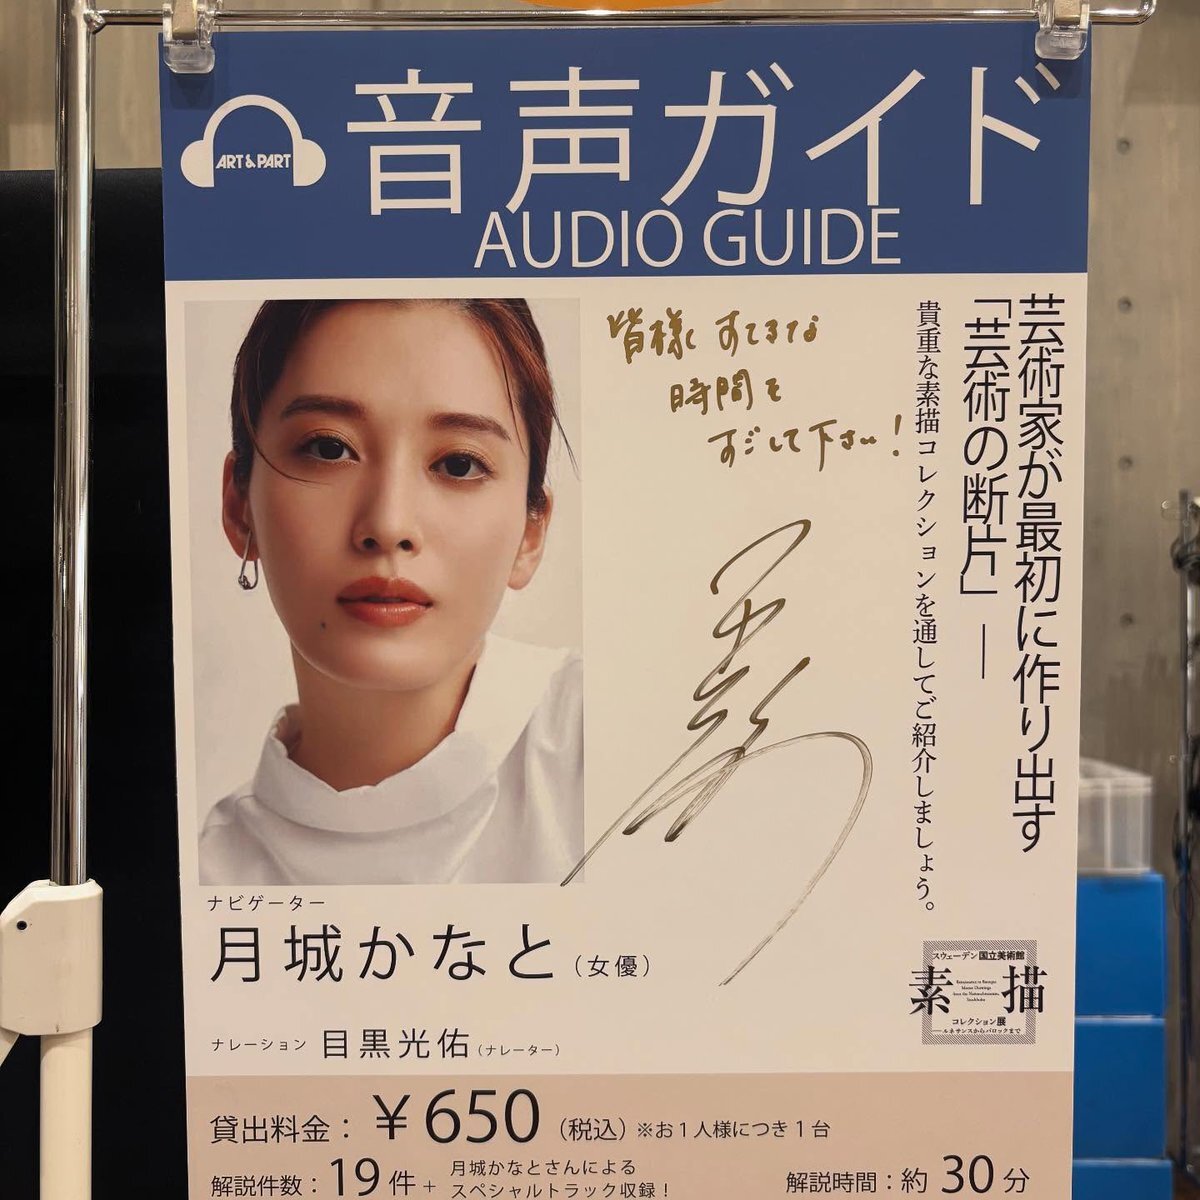 ART & PART
音声ガイド
AUDIO GUIDE
芸術家が最初に作り出す
「芸術の断片」——
貴重な素描コレクションを通してご紹介しましょう。
皆様 すてきな
時間を
すごして下さい!
ナビゲーター
月城かなと(女優)
ナレーション 目黒光佑(ナレーター)
スウェーデン国立美術館
素描
コレクション展
―ルネサンスからバロックまで
貸出料金:¥650(税込)※お1人様につき1台
解説件数:19件+ 月城かなとさんによる
スペシャルトラック収録!
解説時間:約30分